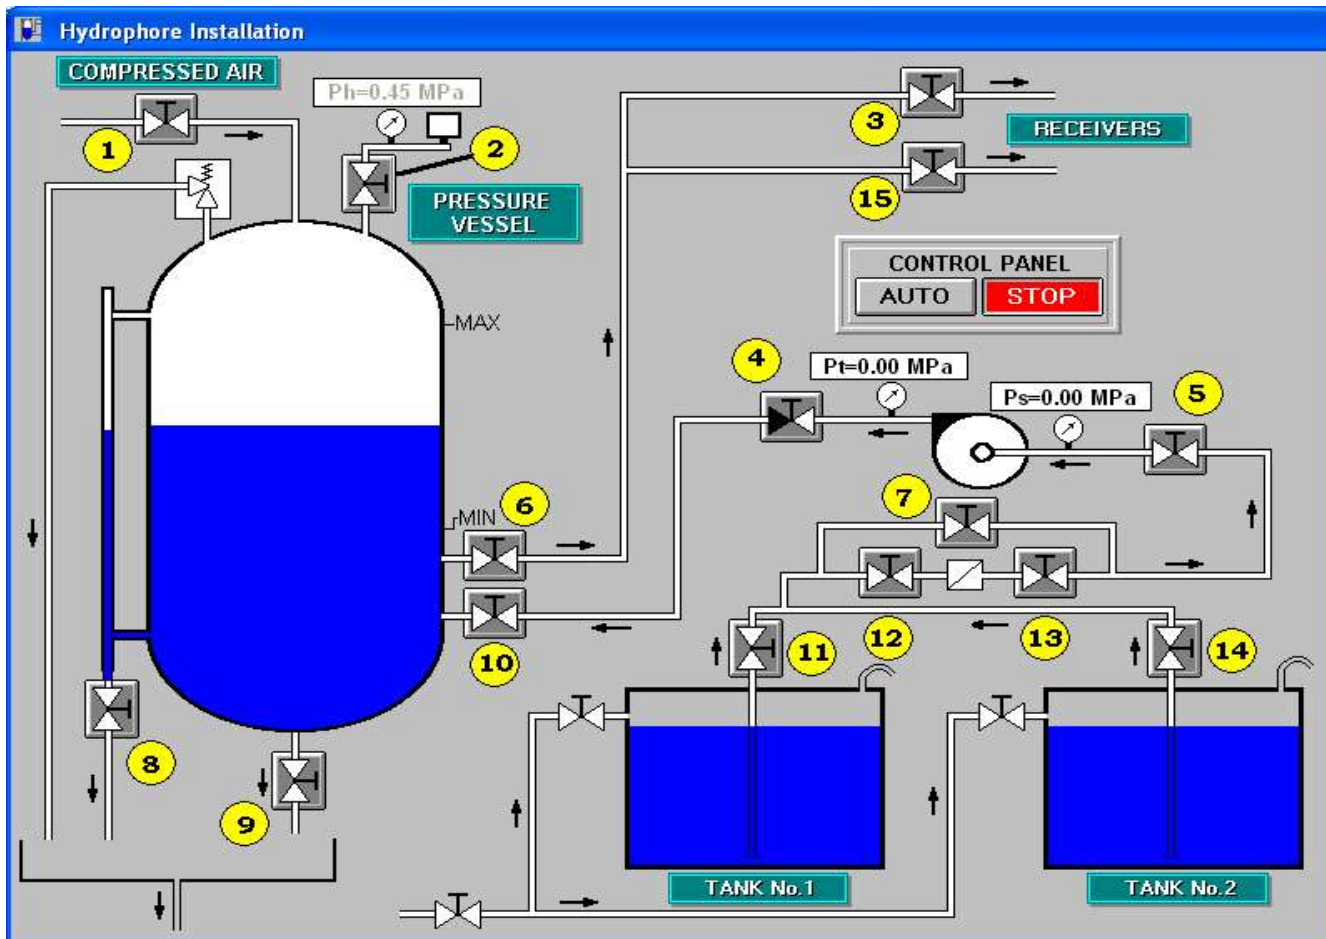 Hydrophore Installation
COMPRESSED AIR
Ph=0.45 MPa
1
2
3
RECEIVERS
15
PRESSURE
VESSEL
CONTROL PANEL
AUTO STOP
MAX
4
Pt=0.00 MPa
Ps=0.00 MPa
5
7
MIN
6
10
12
13
11
14
8
9
TANK No.1
TANK No.2